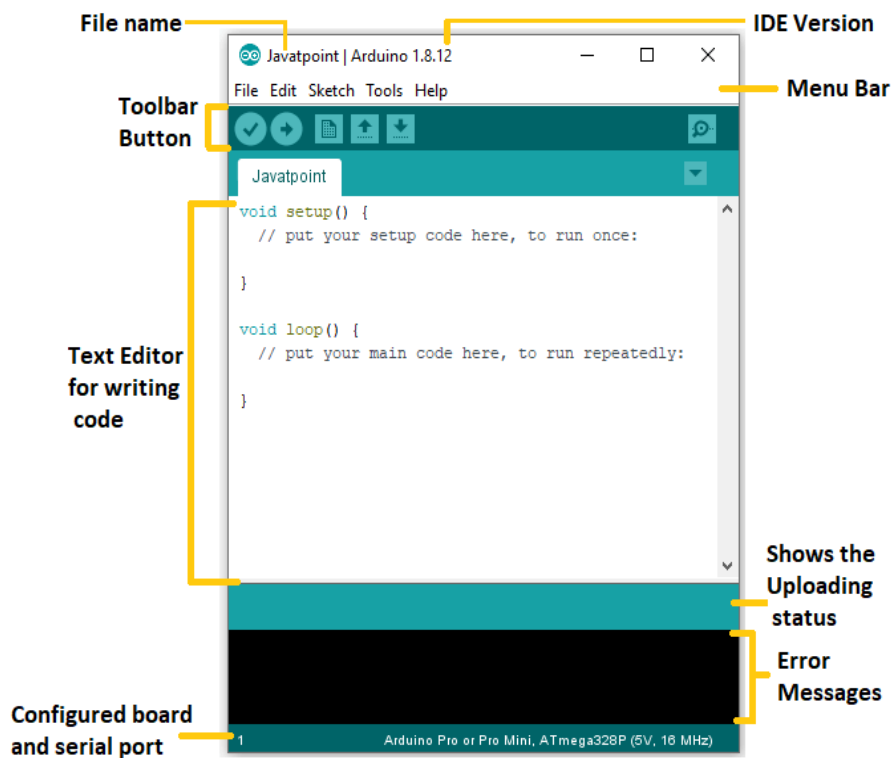 File name
IDE Version
Javatpoint | Arduino 1.8.12
File Edit Sketch Tools Help
Menu Bar
Toolbar
Button
Javatpoint
void setup() {
// put your setup code here, to run once:
}
void loop() {
// put your main code here, to run repeatedly:
}
Text Editor
for writing
code
Shows the
Uploading
status
Error
Messages
Configured board
and serial port
1
Arduino Pro or Pro Mini, ATmega328P (5V, 16 MHz)